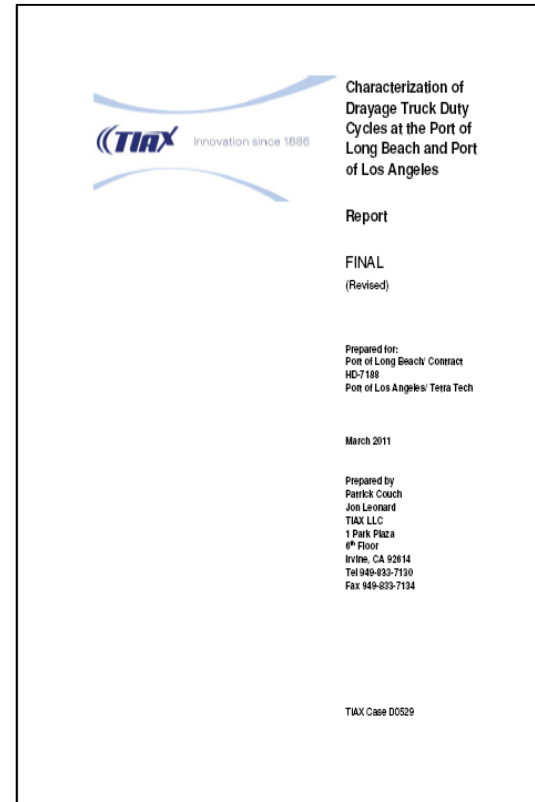 TIAX Innovation since 1886
Characterization of
Drayage Truck Duty
Cycles at the Port of
Long Beach and Port
of Los Angeles
Report
FINAL
(Revised)
Prepared for:
Port of Long Beach/ Contract
HD-7188
Port of Los Angeles/ Tetra Tech
March 2011
Prepared by
Patrick Couch
Jon Leonard
TIAX LLC
1 Park Plaza
6th Floor
Irvine, CA 92614
Tel 949-833-7130
Fax 949-833-7134
TIAX Case D0529